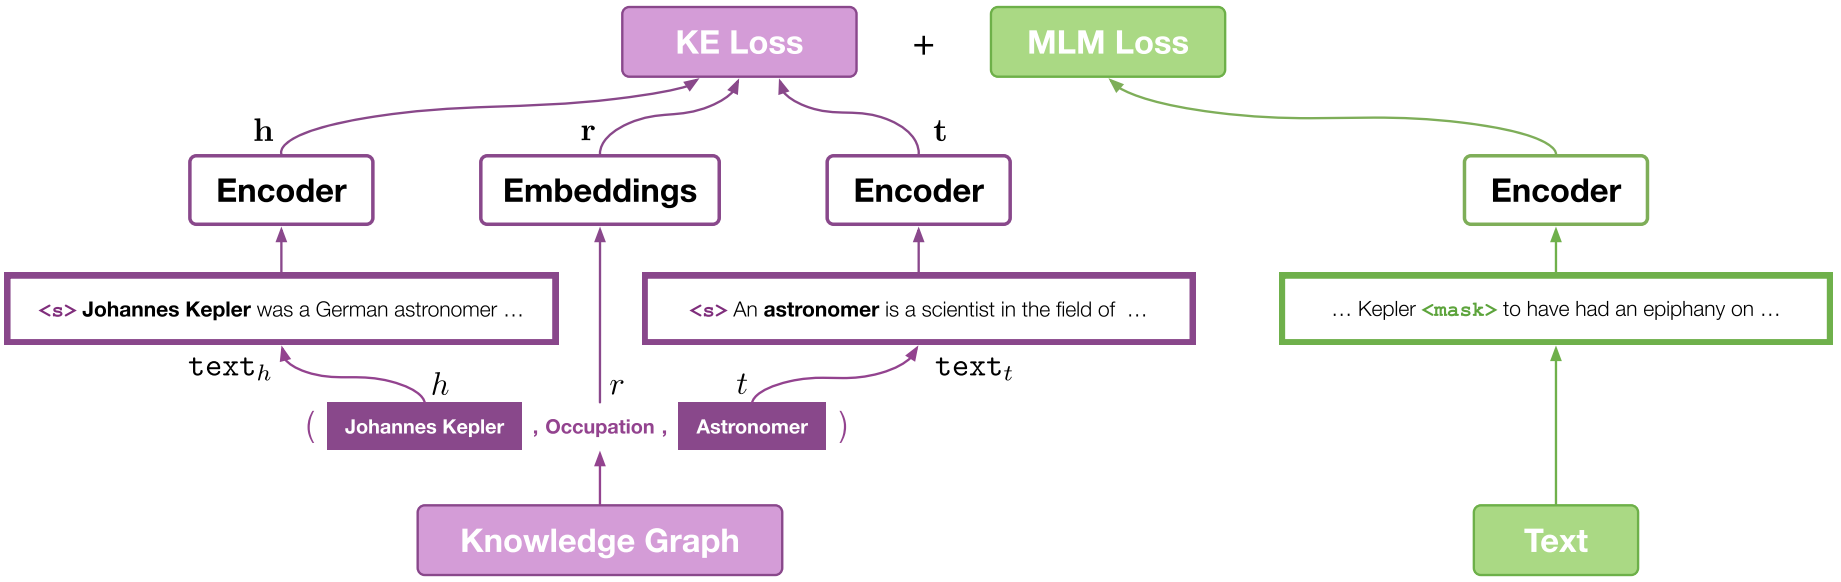 KE Loss + MLM Loss
h r t
Encoder Embeddings Encoder Encoder
<s> Johannes Kepler was a German astronomer ...
<s> An astronomer is a scientist in the field of ...
... Kepler <mask> to have had an epiphany on ...
text_h h r t text_t
( Johannes Kepler , Occupation , Astronomer )
Knowledge Graph Text